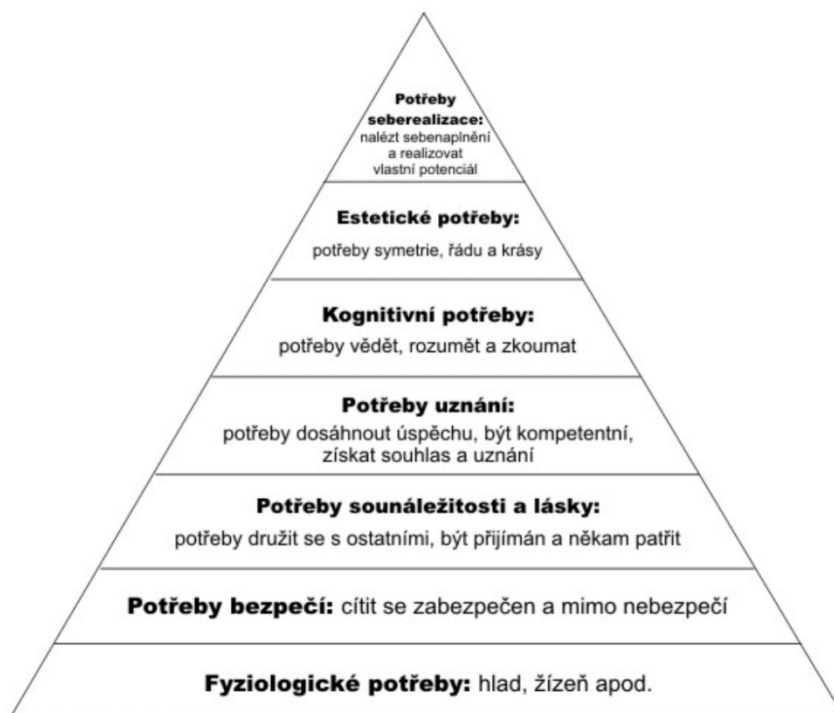 Potřeby
seberealizace:
nalézt sebenaplnění
a realizovat
vlastní potenciál
Estetické potřeby:
potřeby symetrie, řádu a krásy
Kognitivní potřeby:
potřeby vědět, rozumět a zkoumat
Potřeby uznání:
potřeby dosáhnout úspěchu, být kompetentní,
získat souhlas a uznání
Potřeby sounáležitosti a lásky:
potřeby družit se s ostatními, být přijímán a někam patřit
Potřeby bezpečí: cítit se zabezpečen a mimo nebezpečí
Fyziologické potřeby: hlad, žízeň apod.